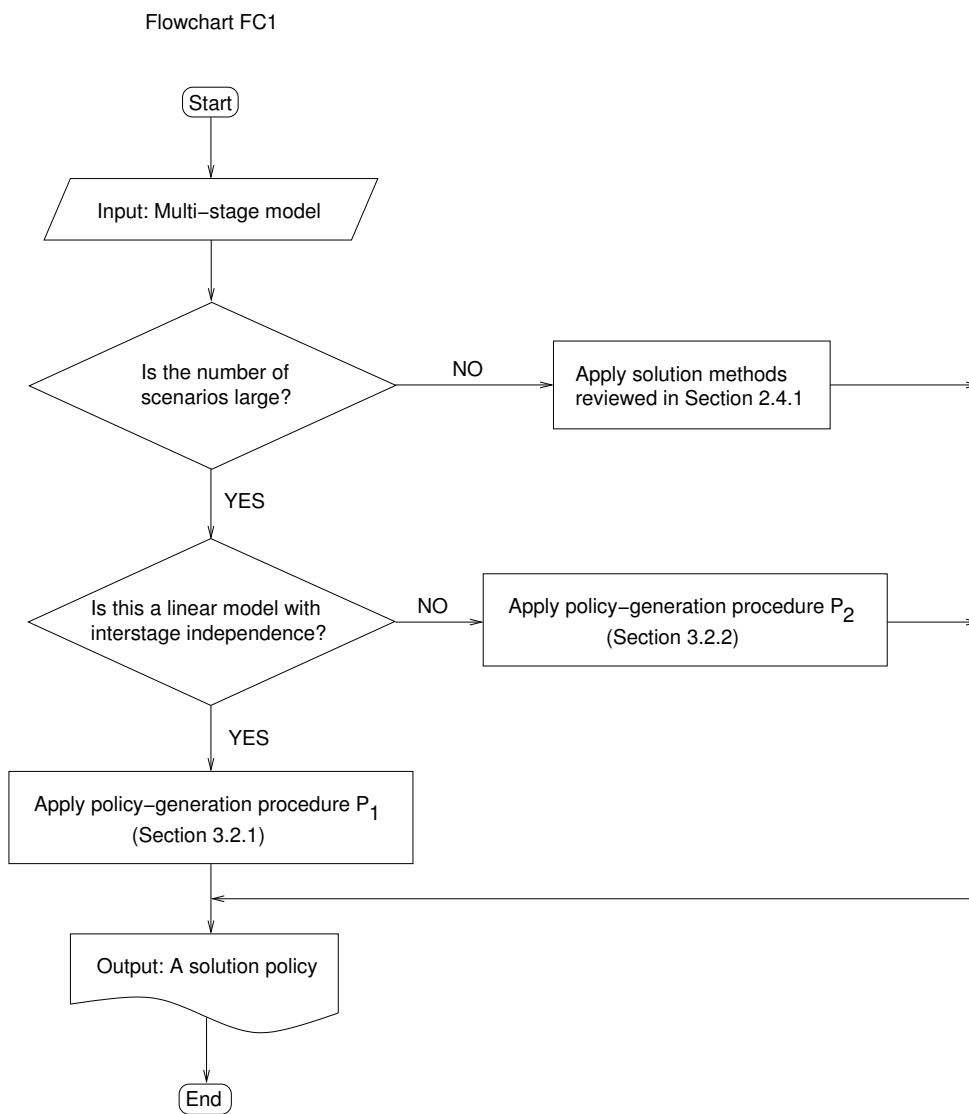 Flowchart FC1
Start
Input: Multi−stage model
Is the number of
scenarios large?
NO
Apply solution methods
reviewed in Section 2.4.1
YES
Is this a linear model with
interstage independence?
NO
Apply policy−generation procedure P2
(Section 3.2.2)
YES
Apply policy−generation procedure P1
(Section 3.2.1)
Output: A solution policy
End